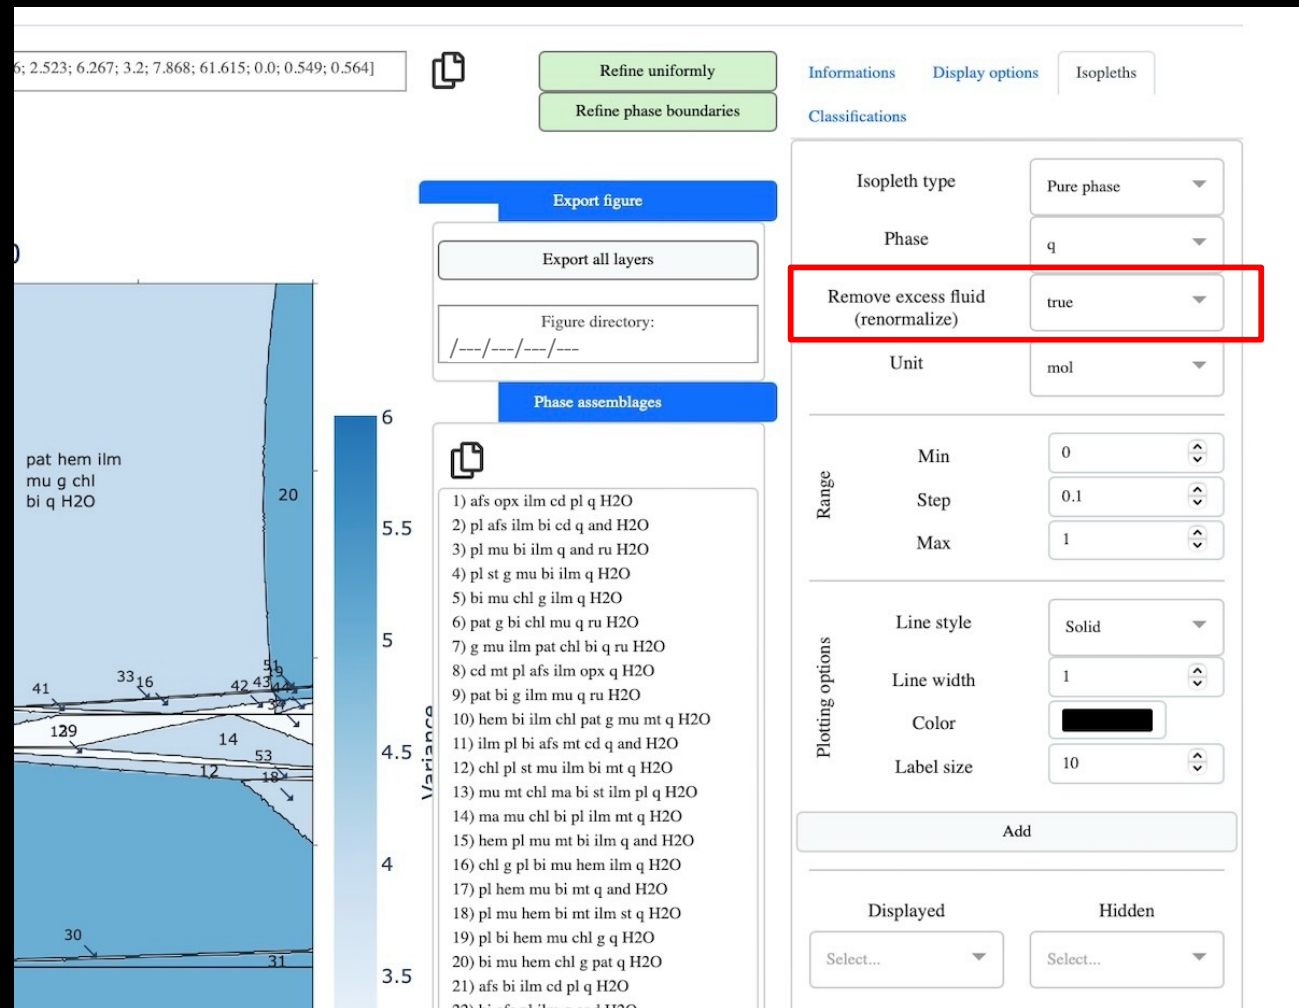 6; 2.523; 6.267; 3.2; 7.868; 61.615; 0.0; 0.549; 0.564]
Refine uniformly
Refine phase boundaries
Informations
Display options
Isopleths
Classifications
Export figure
Export all layers
Figure directory:
/---/---/---/---
Phase assemblages
Isopleth type
Pure phase
Phase
q
Remove excess fluid
(renormalize)
true
Unit
mol
Range
Min
0
Step
0.1
Max
1
Plotting options
Line style
Solid
Line width
1
Color
Label size
10
Add
Displayed
Hidden
Select...
Select...
pat hem ilm
mu g chl
bi q H2O
20
41
33
16
42
43
51
14
53
12
18
30
31
6
5.5
5
4.5
4
3.5
Variance
1) afs opx ilm cd pl q H2O
2) pl afs ilm bi cd q and H2O
3) pl mu bi ilm q and ru H2O
4) pl st g mu bi ilm q H2O
5) bi mu chl g ilm q H2O
6) pat g bi chl mu q ru H2O
7) g mu ilm pat chl bi q ru H2O
8) cd mt pl afs ilm opx q H2O
9) pat bi g ilm mu q ru H2O
10) hem bi ilm chl pat g mu mt q H2O
11) ilm pl bi afs mt cd q and H2O
12) chl pl st mu ilm bi mt q H2O
13) mu mt chl ma bi st ilm pl q H2O
14) ma mu chl bi pl ilm mt q H2O
15) hem pl mu mt bi ilm q and H2O
16) chl g pl bi mu hem ilm q H2O
17) pl hem mu bi mt q and H2O
18) pl mu hem bi mt ilm st q H2O
19) pl bi hem mu chl g q H2O
20) bi mu hem chl g pat q H2O
21) afs bi ilm cd pl q H2O